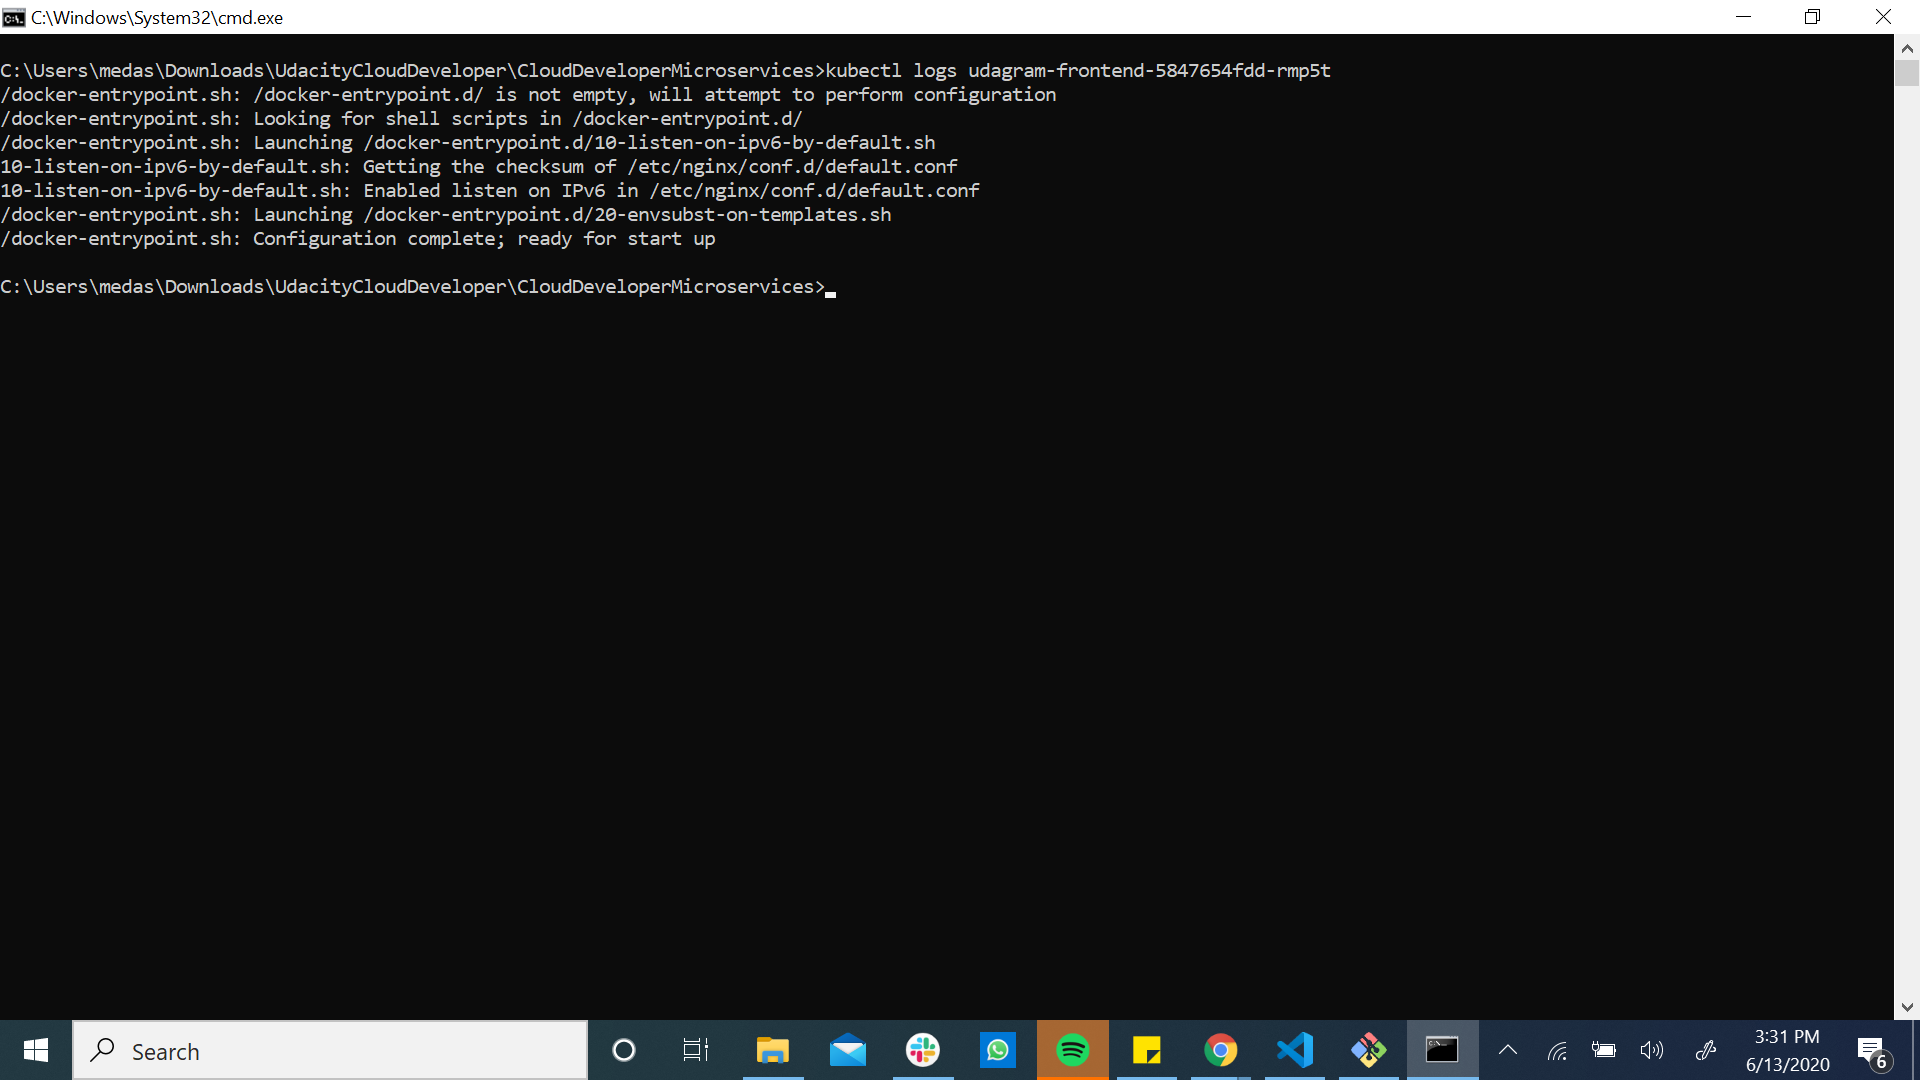 C:\Windows\System32\cmd.exe
C:\Users\medas\Downloads\UdacityCloudDeveloper\CloudDeveloperMicroservices>kubectl logs udagram-frontend-5847654fdd-rmp5t
/docker-entrypoint.sh: /docker-entrypoint.d/ is not empty, will attempt to perform configuration
/docker-entrypoint.sh: Looking for shell scripts in /docker-entrypoint.d/
/docker-entrypoint.sh: Launching /docker-entrypoint.d/10-listen-on-ipv6-by-default.sh
10-listen-on-ipv6-by-default.sh: Getting the checksum of /etc/nginx/conf.d/default.conf
10-listen-on-ipv6-by-default.sh: Enabled listen on IPv6 in /etc/nginx/conf.d/default.conf
/docker-entrypoint.sh: Launching /docker-entrypoint.d/20-envsubst-on-templates.sh
/docker-entrypoint.sh: Configuration complete; ready for start up
C:\Users\medas\Downloads\UdacityCloudDeveloper\CloudDeveloperMicroservices>
Search
3:31 PM
6/13/2020
6